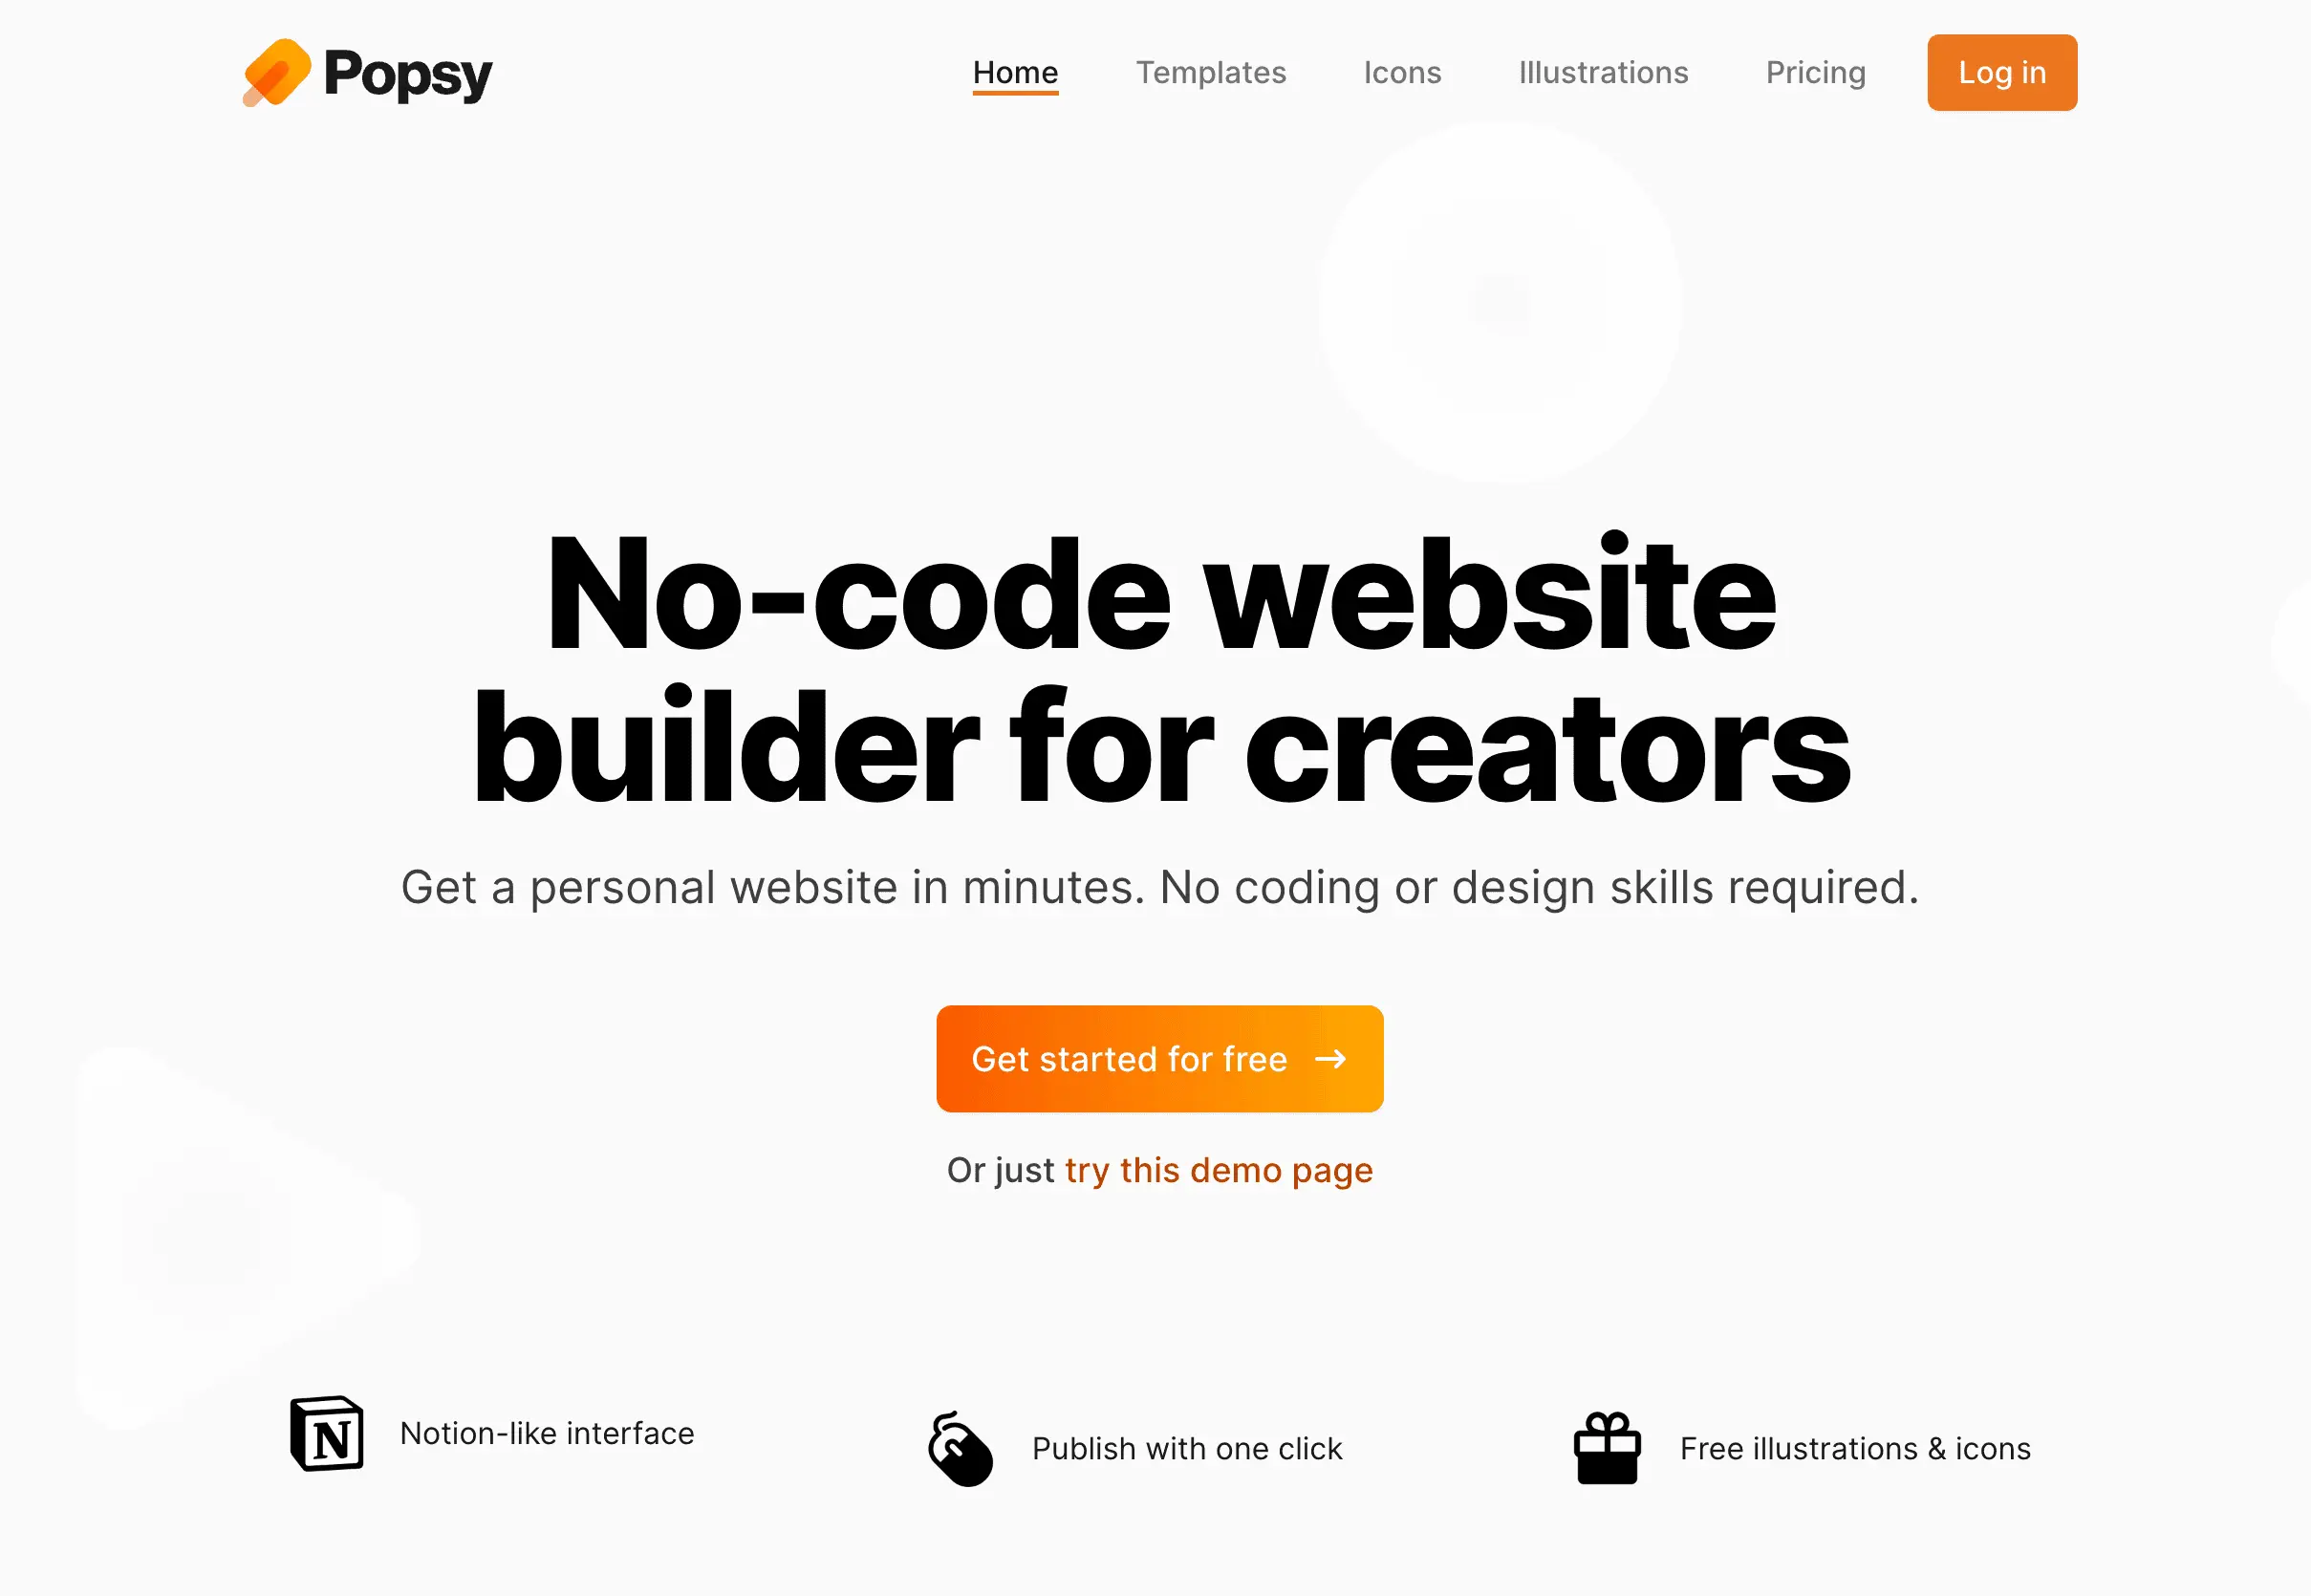 Popsy
Home
Templates
Icons
Illustrations
Pricing
Log in
No-code website
builder for creators
Get a personal website in minutes. No coding or design skills required.
Get started for free →
Or just try this demo page
N
Notion-like interface
Publish with one click
Free illustrations & icons